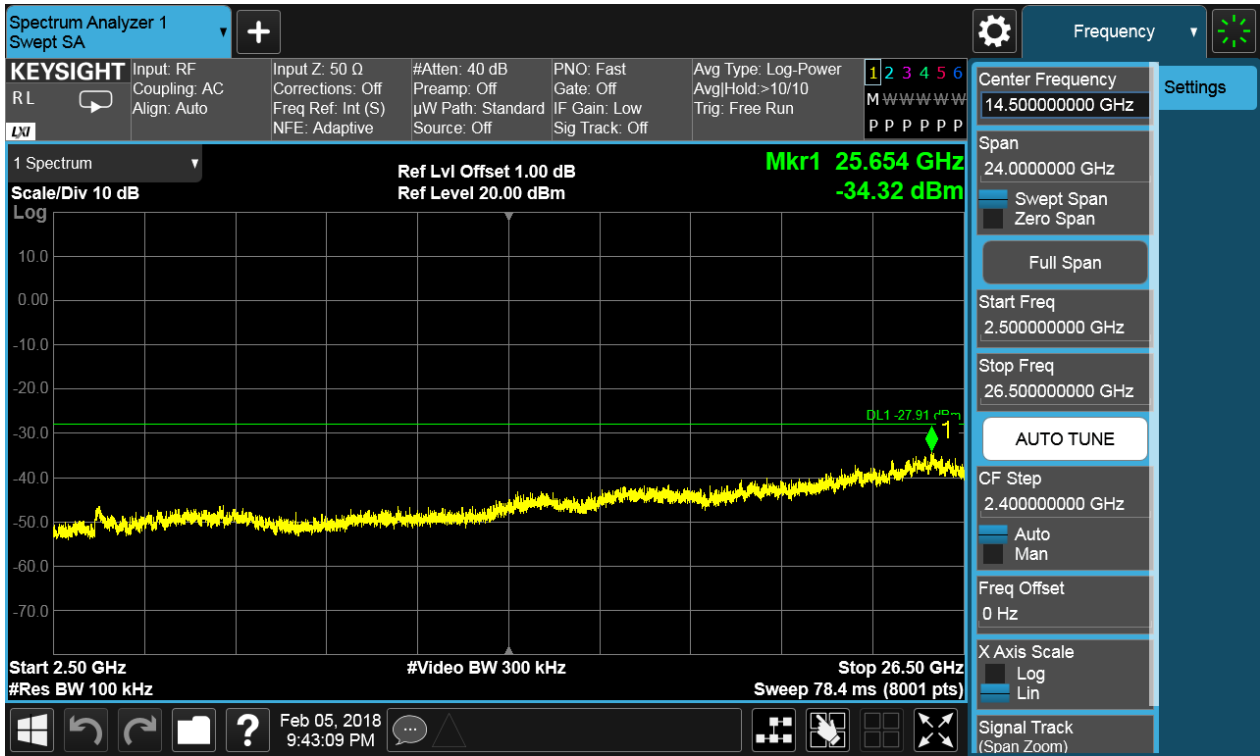 Spectrum Analyzer 1
Swept SA
Frequency
KEYSIGHT
RL
LXI
Input: RF
Coupling: AC
Align: Auto
Input Z: 50 Ω
Corrections: Off
Freq Ref: Int (S)
NFE: Adaptive
#Atten: 40 dB
Preamp: Off
µW Path: Standard
Source: Off
PNO: Fast
Gate: Off
IF Gain: Low
Sig Track: Off
Avg Type: Log-Power
Avg|Hold:>10/10
Trig: Free Run
1 2 3 4 5 6
M W W W W W
P P P P P P
1 Spectrum
Scale/Div 10 dB
Log
Ref Lvl Offset 1.00 dB
Ref Level 20.00 dBm
Mkr1 25.654 GHz
-34.32 dBm
10.0
0.00
-10.0
-20.0
-30.0
-40.0
-50.0
-60.0
-70.0
DL1 -27.91 dBm
1
Start 2.50 GHz
#Res BW 100 kHz
#Video BW 300 kHz
Stop 26.50 GHz
Sweep 78.4 ms (8001 pts)
Center Frequency
14.500000000 GHz
Span
24.0000000 GHz
Swept Span
Zero Span
Full Span
Start Freq
2.500000000 GHz
Stop Freq
26.500000000 GHz
AUTO TUNE
CF Step
2.400000000 GHz
Auto
Man
Freq Offset
0 Hz
X Axis Scale
Log
Lin
Signal Track
(Span Zoom)
Settings
?
Feb 05, 2018
9:43:09 PM